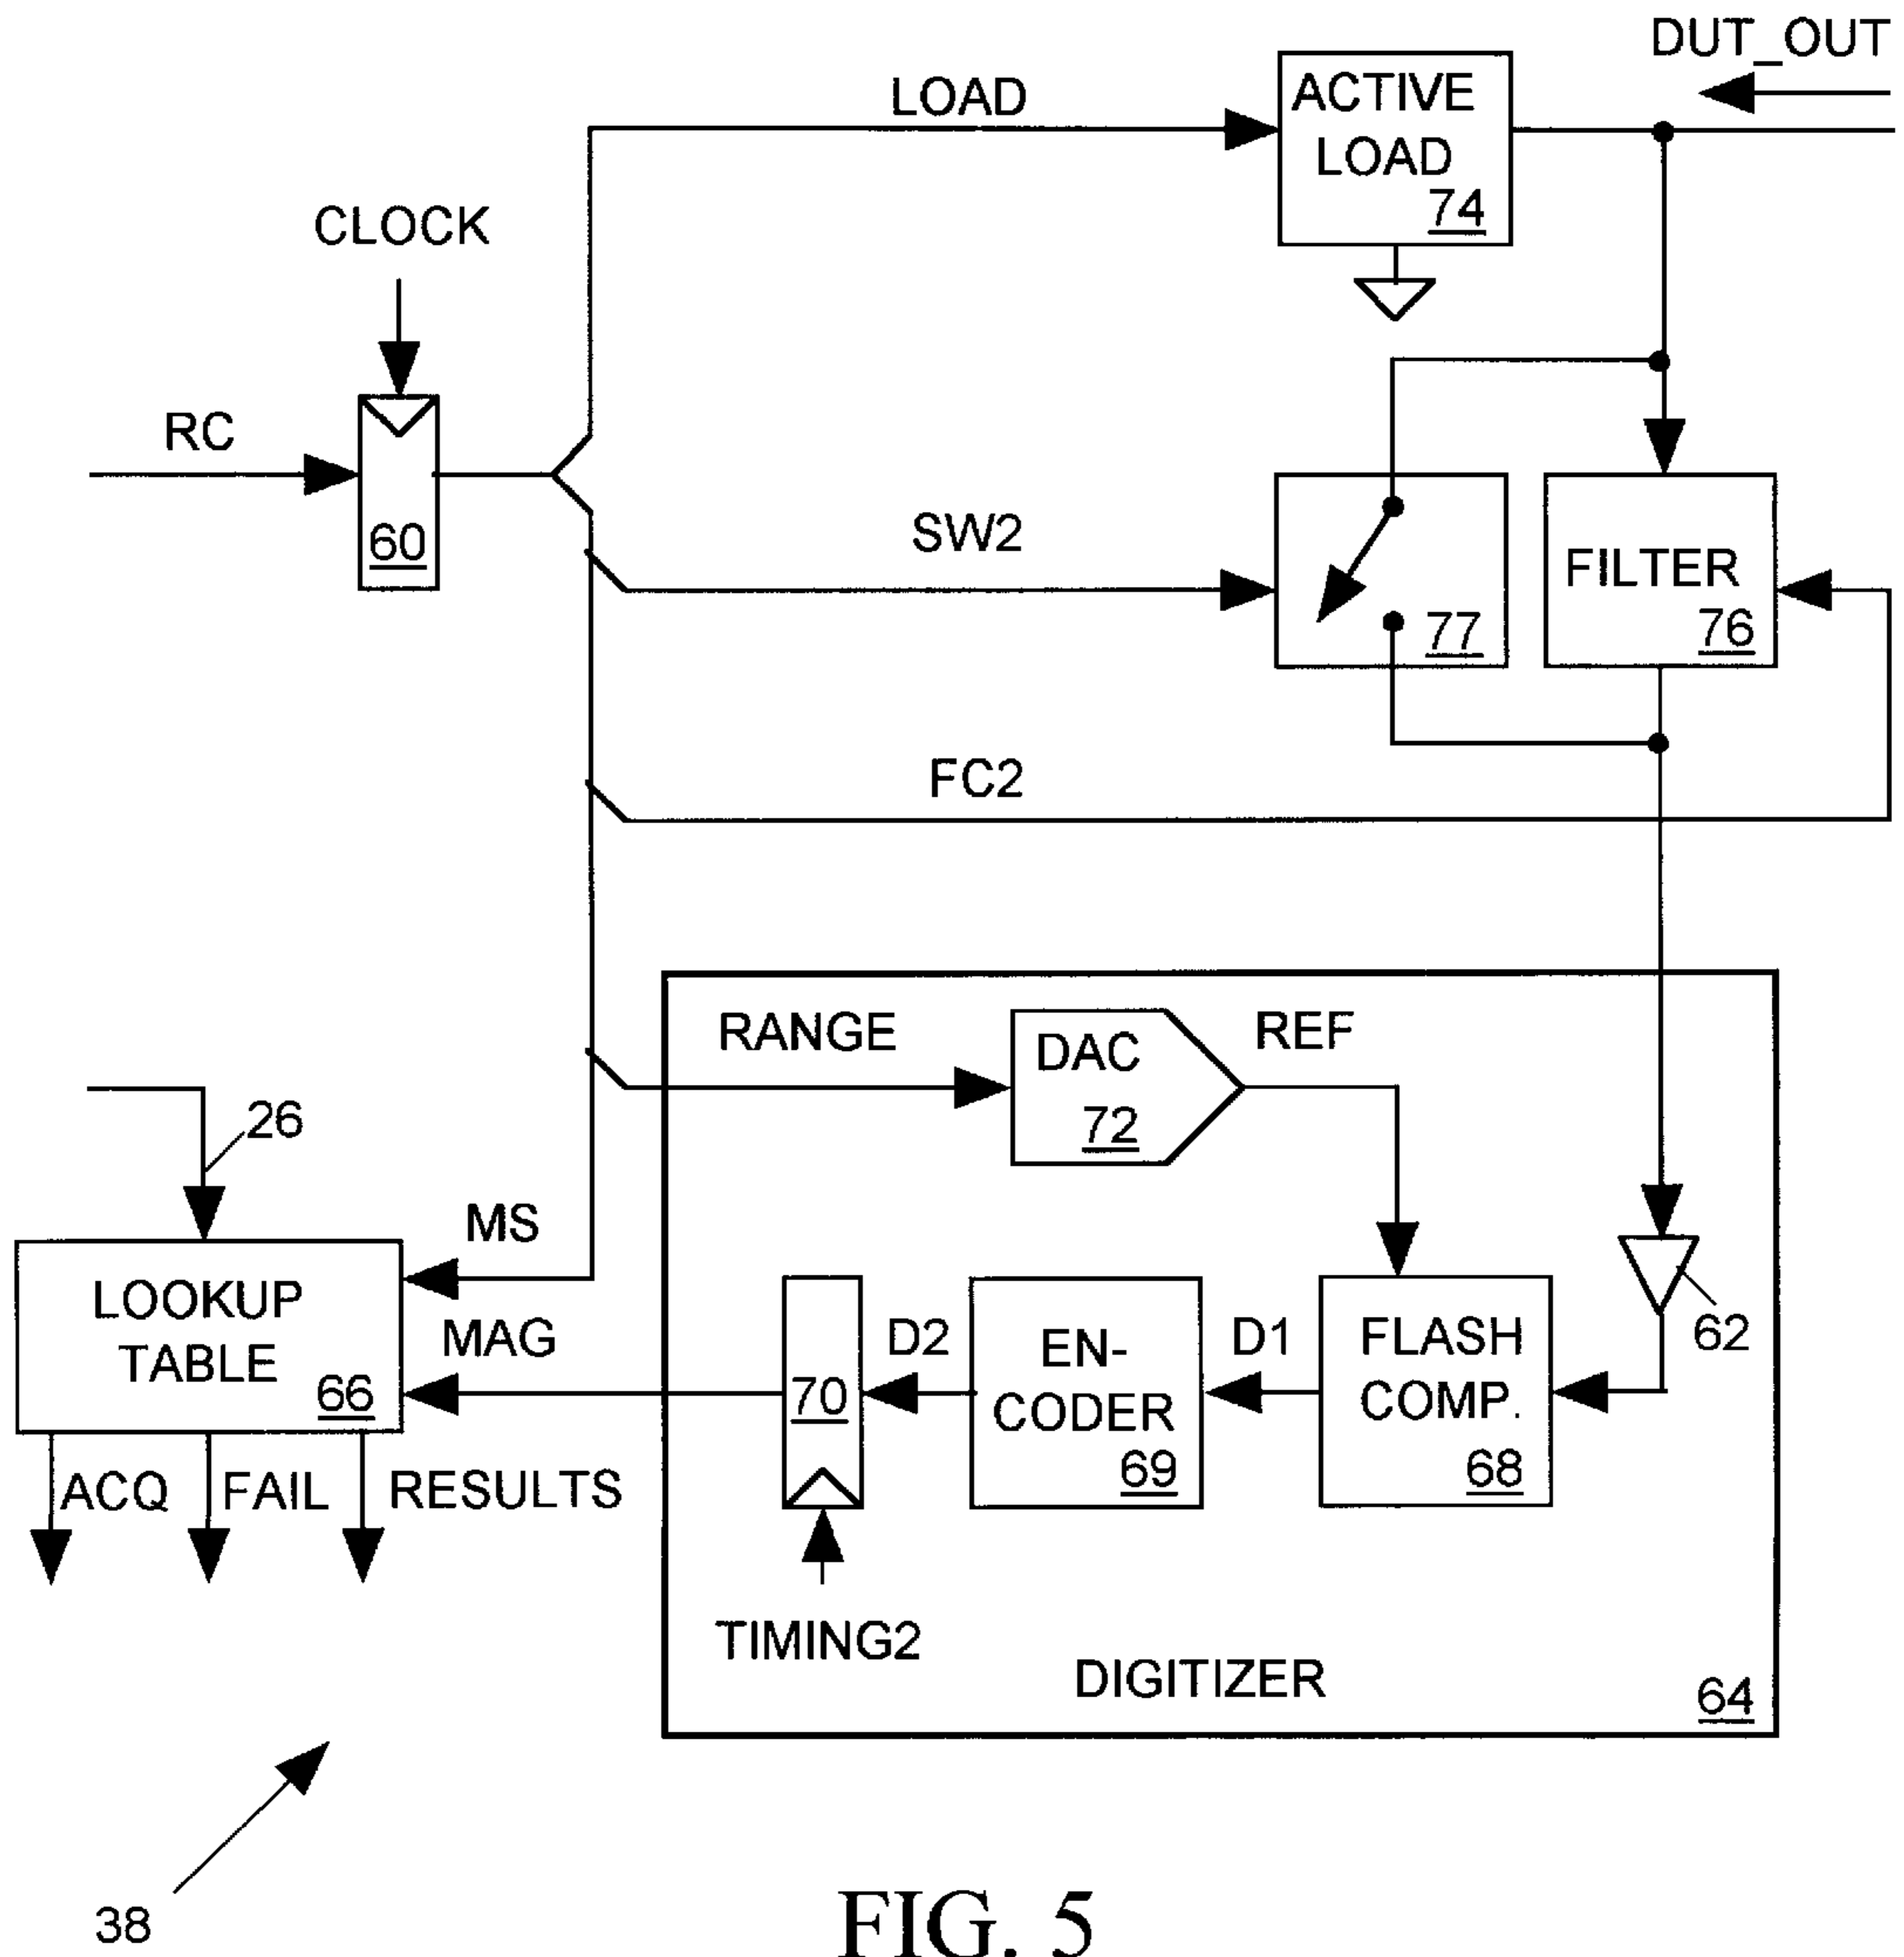 DUT_OUT
LOAD
ACTIVE
LOAD
74
CLOCK
RC
60
SW2
77
FILTER
76
FC2
RANGE
DAC
72
REF
26
MS
LOOKUP
TABLE
66
MAG
70
D2
EN-
CODER
69
D1
FLASH
COMP.
68
62
ACQ
FAIL
RESULTS
TIMING2
DIGITIZER
64
38
FIG. 5